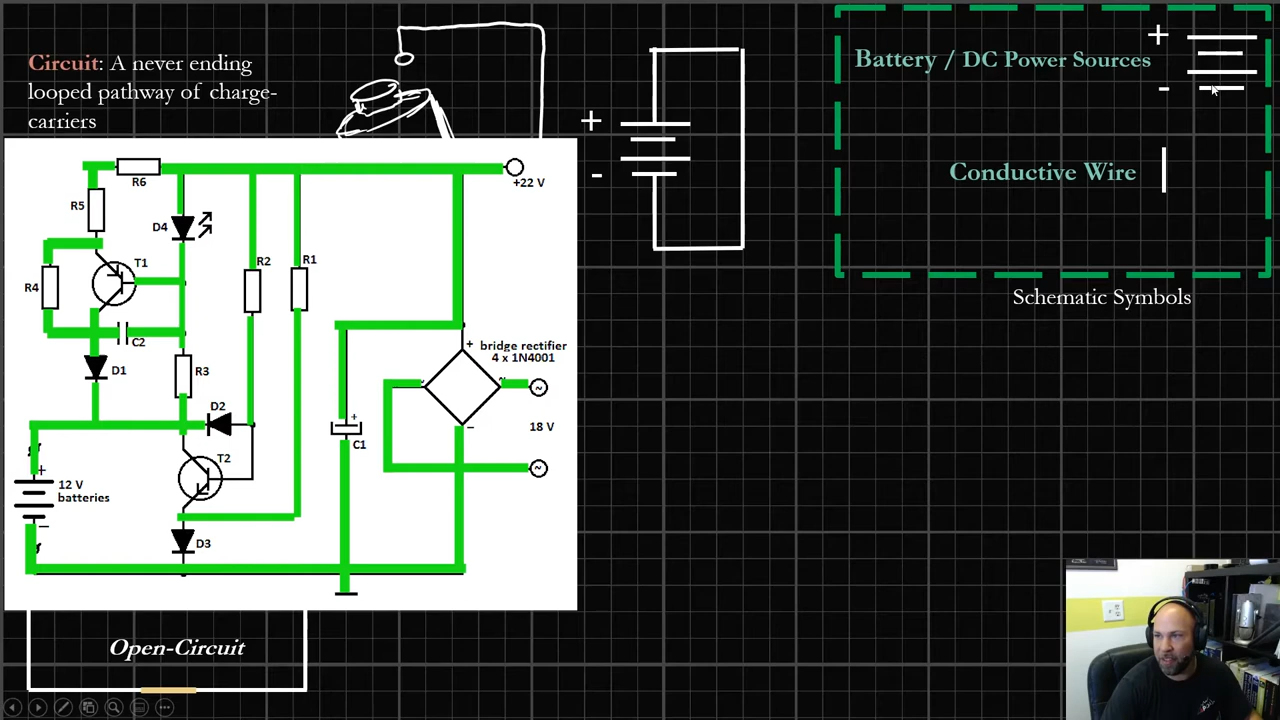 Circuit: A never ending
looped pathway of charge-
carriers
+
-
Battery / DC Power Sources
+
-
Conductive Wire
Schematic Symbols
R6
+22 V
R5
D4
T1
R2
R1
R4
C2
+
bridge rectifier
4 x 1N4001
D1
R3
~
~
~
D2
+
18 V
−
C1
T2
+
12 V
batteries
~
−
D3
Open-Circuit